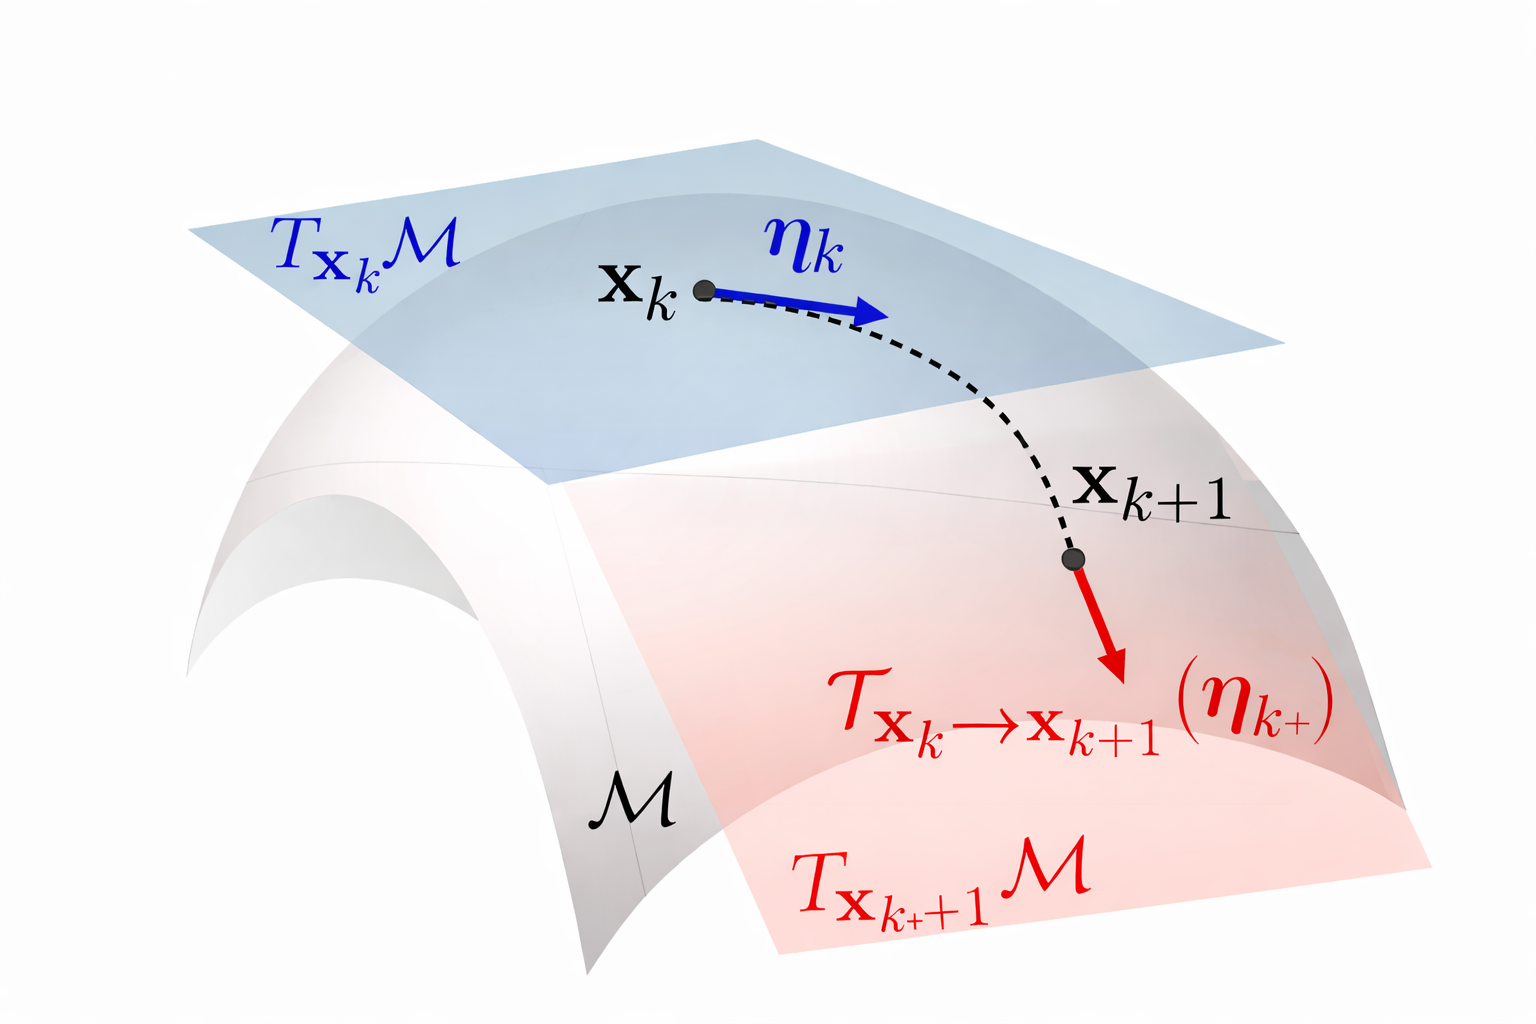 T_{𝐱_k}ℳ
𝜼_k
𝐱_k
𝐱_{k+1}
𝒯_{𝐱_k→𝐱_{k+1}}(𝜼_{k+})
ℳ
T_{𝐱_{k++1}}ℳ